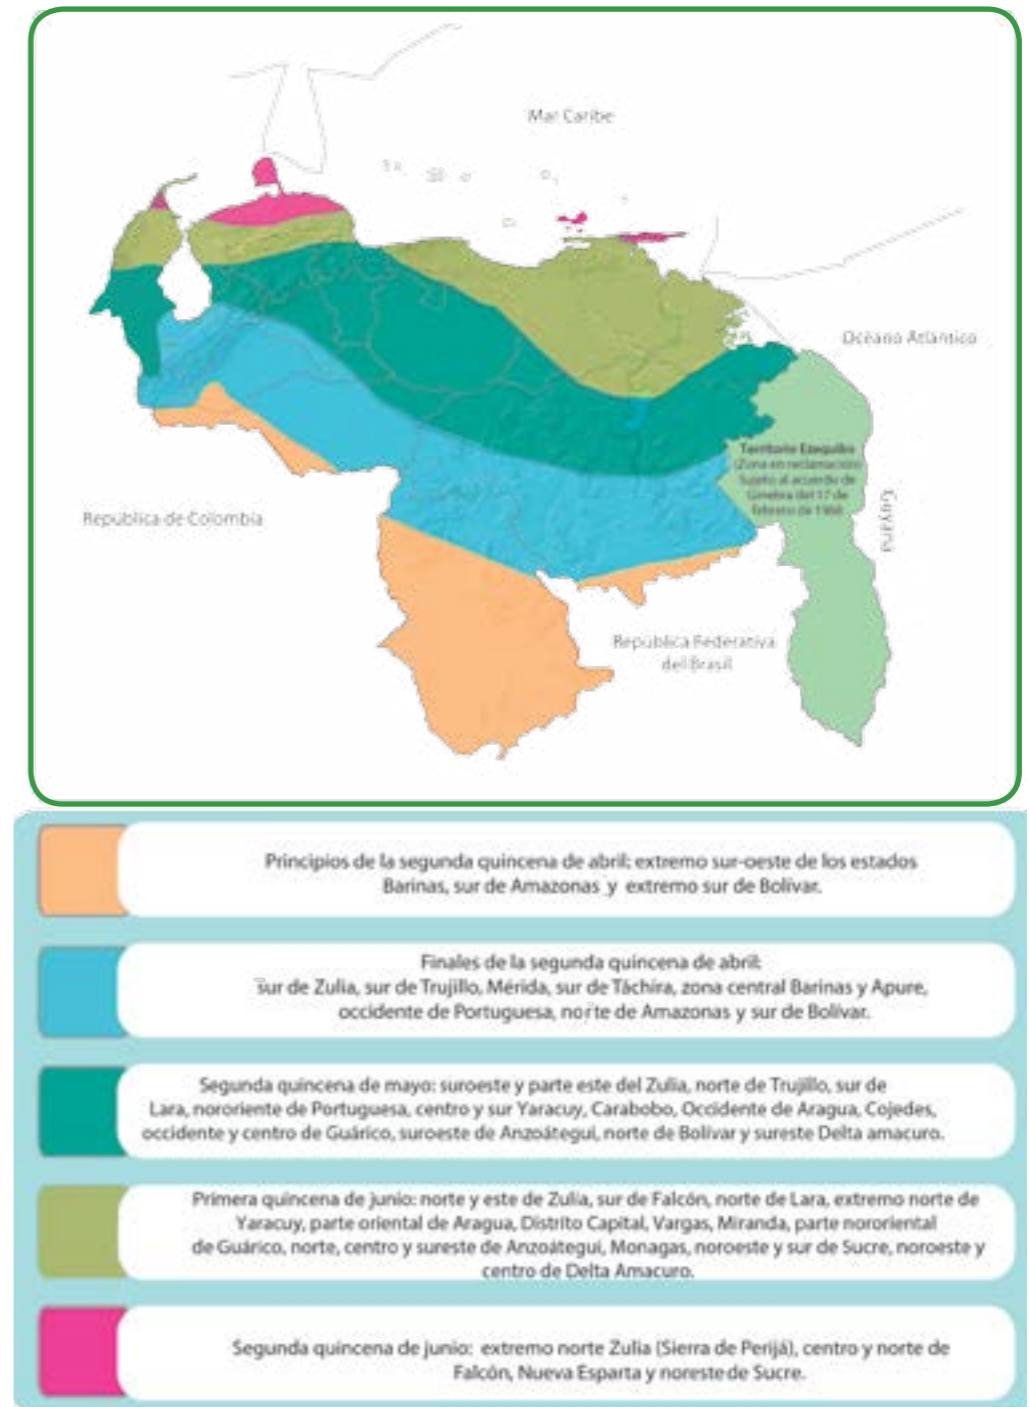 Mar Caribe
Océano Atlántico
Territorio Esequibo
(Zona en reclamación
Sujeto al acuerdo de
Ginebra del 17 de
febrero de 1966
Guyana
República de Colombia
República Federativa
del Brasil
Principios de la segunda quincena de abril: extremo sur-oeste de los estados
Barinas, sur de Amazonas y extremo sur de Bolívar.
Finales de la segunda quincena de abril:
sur de Zulia, sur de Trujillo, Mérida, sur de Táchira, zona central Barinas y Apure,
occidente de Portuguesa, norte de Amazonas y sur de Bolívar.
Segunda quincena de mayo: suroeste y parte este del Zulia, norte de Trujillo, sur de
Lara, nororiente de Portuguesa, centro y sur Yaracuy, Carabobo, Occidente de Aragua, Cojedes,
occidente y centro de Guárico, suroeste de Anzoátegui, norte de Bolívar y sureste Delta amacuro.
Primera quincena de junio: norte y este de Zulia, sur de Falcón, norte de Lara, extremo norte de
Yaracuy, parte oriental de Aragua, Distrito Capital, Vargas, Miranda, parte nororiental
de Guárico, norte, centro y sureste de Anzoátegui, Monagas, noroeste y sur de Sucre, noroeste y
centro de Delta Amacuro.
Segunda quincena de junio: extremo norte Zulia (Sierra de Perijá), centro y norte de
Falcón, Nueva Esparta y noreste de Sucre.